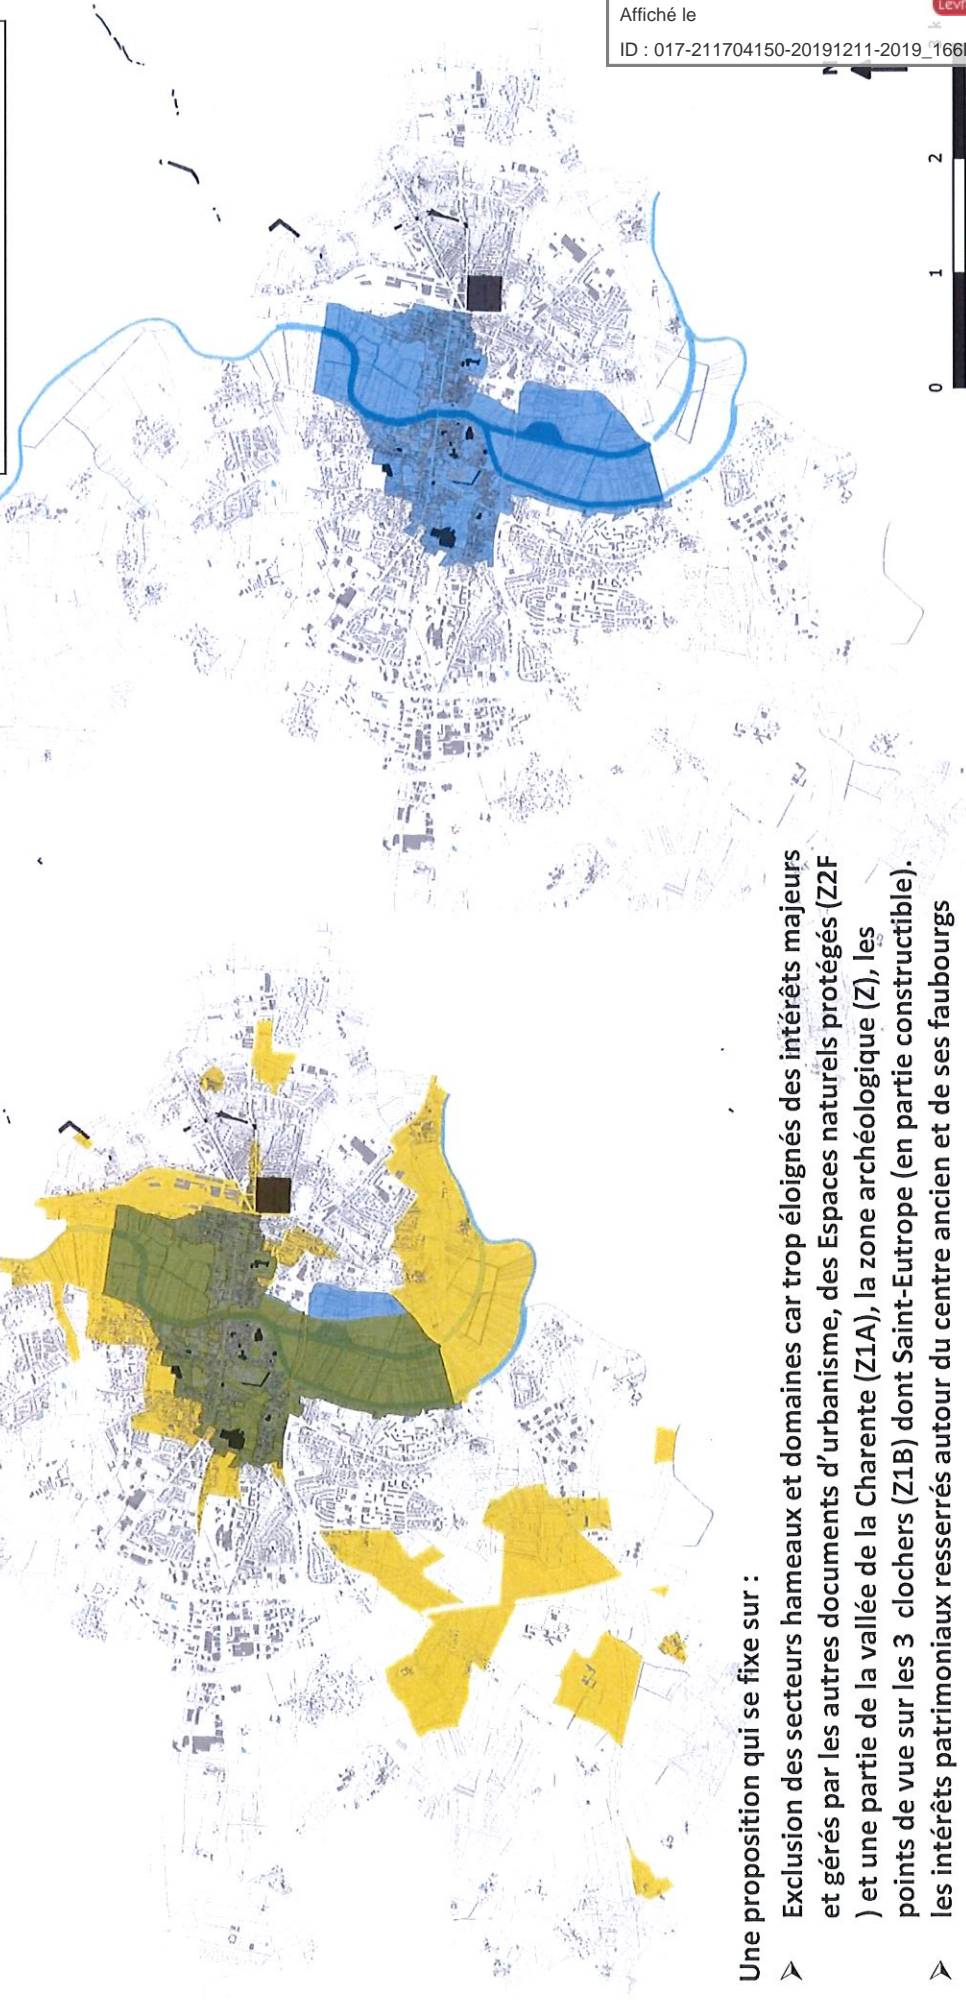 Affiché le
ID : 017-211704150-20191211-2019_166
N
0 1 2
Une proposition qui se fixe sur :
➢ Exclusion des secteurs hameaux et domaines car trop éloignés des intérêts majeurs
et gérés par les autres documents d'urbanisme, des Espaces naturels protégés (Z2F
) et une partie de la vallée de la Charente (Z1A), la zone archéologique (Z), les
points de vue sur les 3 clochers (Z1B) dont Saint-Eutrope (en partie constructible).
➢ les intérêts patrimoniaux resserrés autour du centre ancien et de ses faubourgs